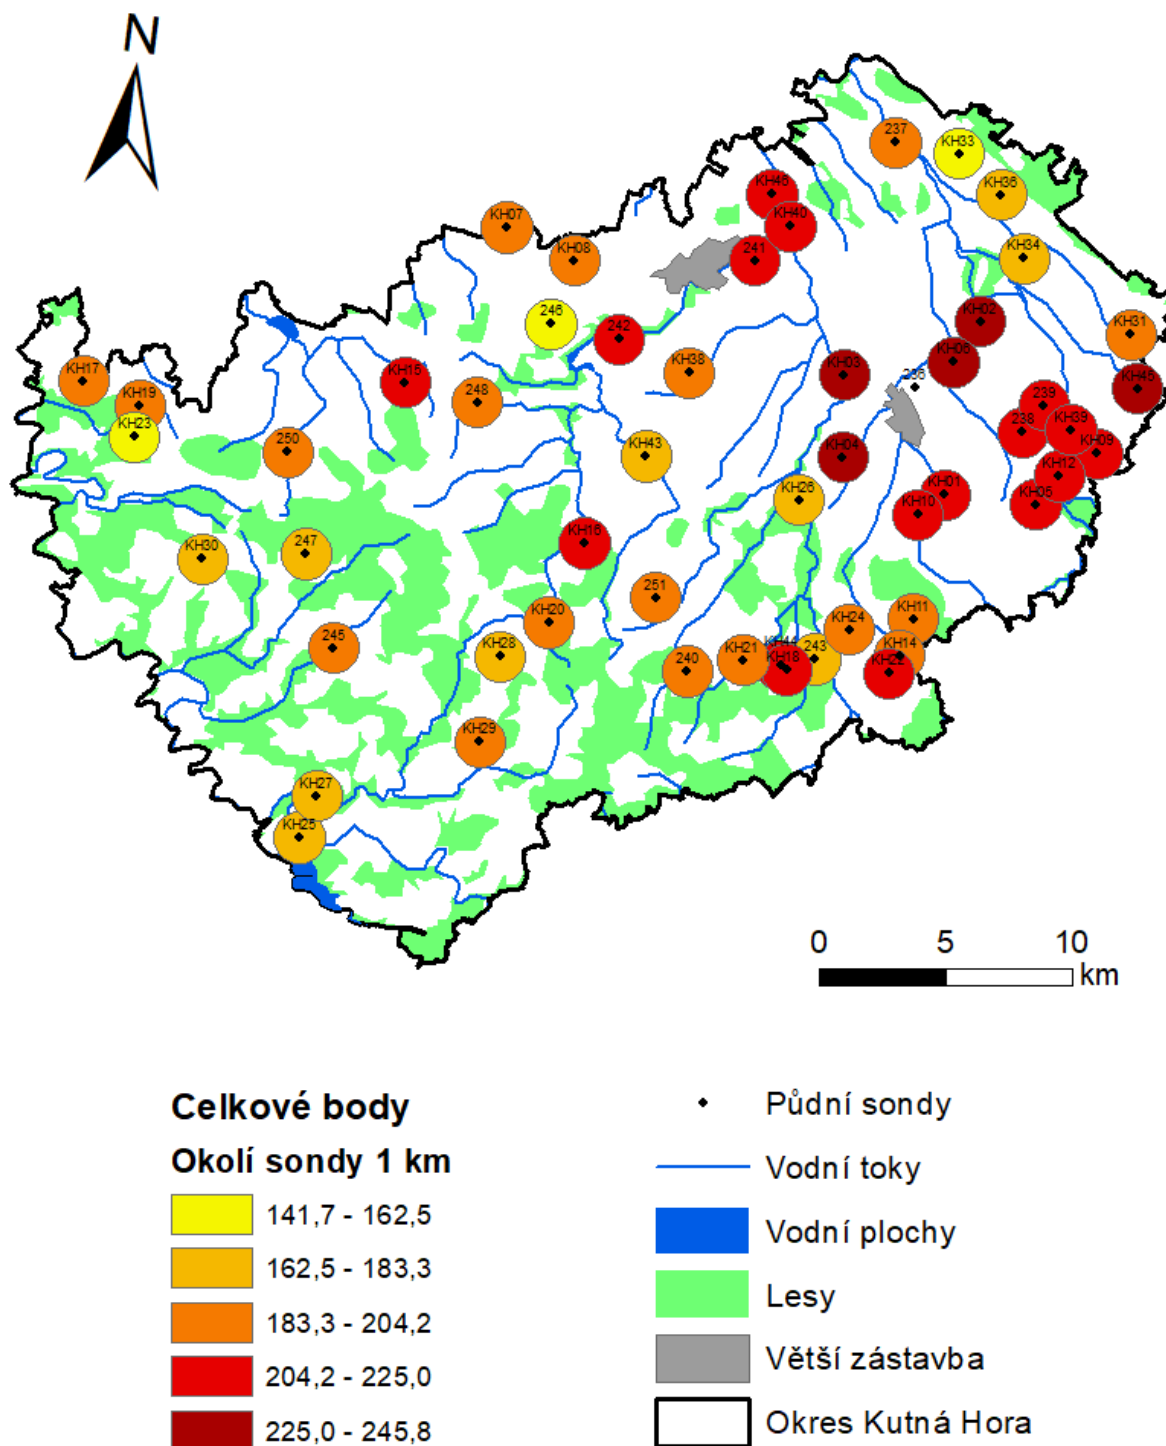 N
237
KH33
KH46
KH36
KH07
KH40
KH08
241
KH34
KH02
246
242
KH31
KH06
KH17
KH15
KH38
KH03
KH45
KH19
248
239
KH23
238
KH39
250
KH43
KH04
KH09
KH12
KH26
KH01
KH05
KH10
KH16
247
KH30
251
KH20
KH11
KH24
245
KH28
KH14
KH21
KH44
243
240
KH18
KH22
KH29
KH27
KH25
0 5 10
km
Celkové body
Okolí sondy 1 km
141,7 - 162,5
162,5 - 183,3
183,3 - 204,2
204,2 - 225,0
225,0 - 245,8
Půdní sondy
Vodní toky
Vodní plochy
Lesy
Větší zástavba
Okres Kutná Hora